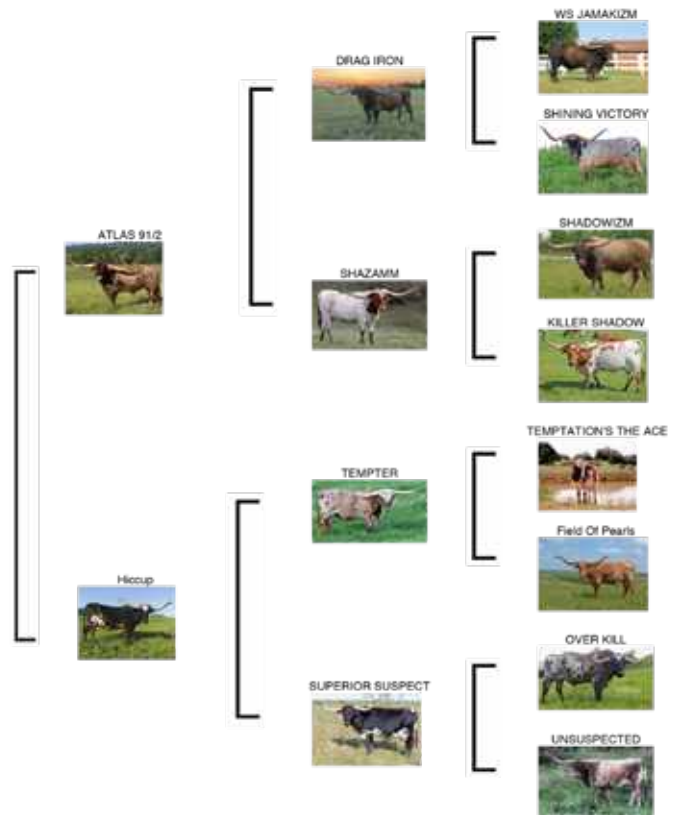 WS JAMAKIZM
DRAG IRON
SHINING VICTORY
ATLAS 91/2
SHADOWIZM
SHAZAMM
KILLER SHADOW
TEMPTATION'S THE ACE
TEMPTER
Field Of Pearls
Hiccup
OVER KILL
SUPERIOR SUSPECT
UNSUSPECTED